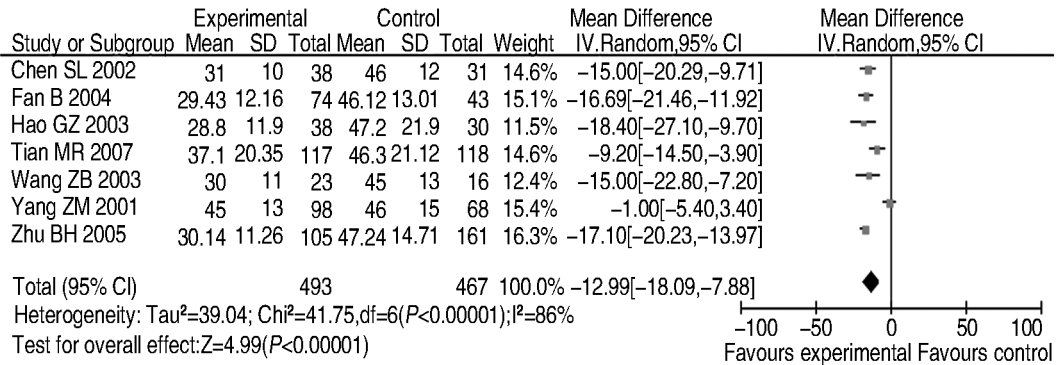 Experimental Control Mean Difference Mean Difference
Study or Subgroup Mean SD Total Mean SD Total Weight IV.Random,95% CI IV.Random,95% CI
Chen SL 2002 31 10 38 46 12 31 14.6% −15.00[−20.29,−9.71]
Fan B 2004 29.43 12.16 74 46.12 13.01 43 15.1% −16.69[−21.46,−11.92]
Hao GZ 2003 28.8 11.9 38 47.2 21.9 30 11.5% −18.40[−27.10,−9.70]
Tian MR 2007 37.1 20.35 117 46.3 21.12 118 14.6% −9.20[−14.50,−3.90]
Wang ZB 2003 30 11 23 45 13 16 12.4% −15.00[−22.80,−7.20]
Yang ZM 2001 45 13 98 46 15 68 15.4% −1.00[−5.40,3.40]
Zhu BH 2005 30.14 11.26 105 47.24 14.71 161 16.3% −17.10[−20.23,−13.97]
Total (95% CI) 493 467 100.0% −12.99[−18.09,−7.88]
Heterogeneity: Tau²=39.04; Chi²=41.75,df=6(P<0.00001);I²=86%
Test for overall effect:Z=4.99(P<0.00001)
−100 −50 0 50 100
Favours experimental Favours control